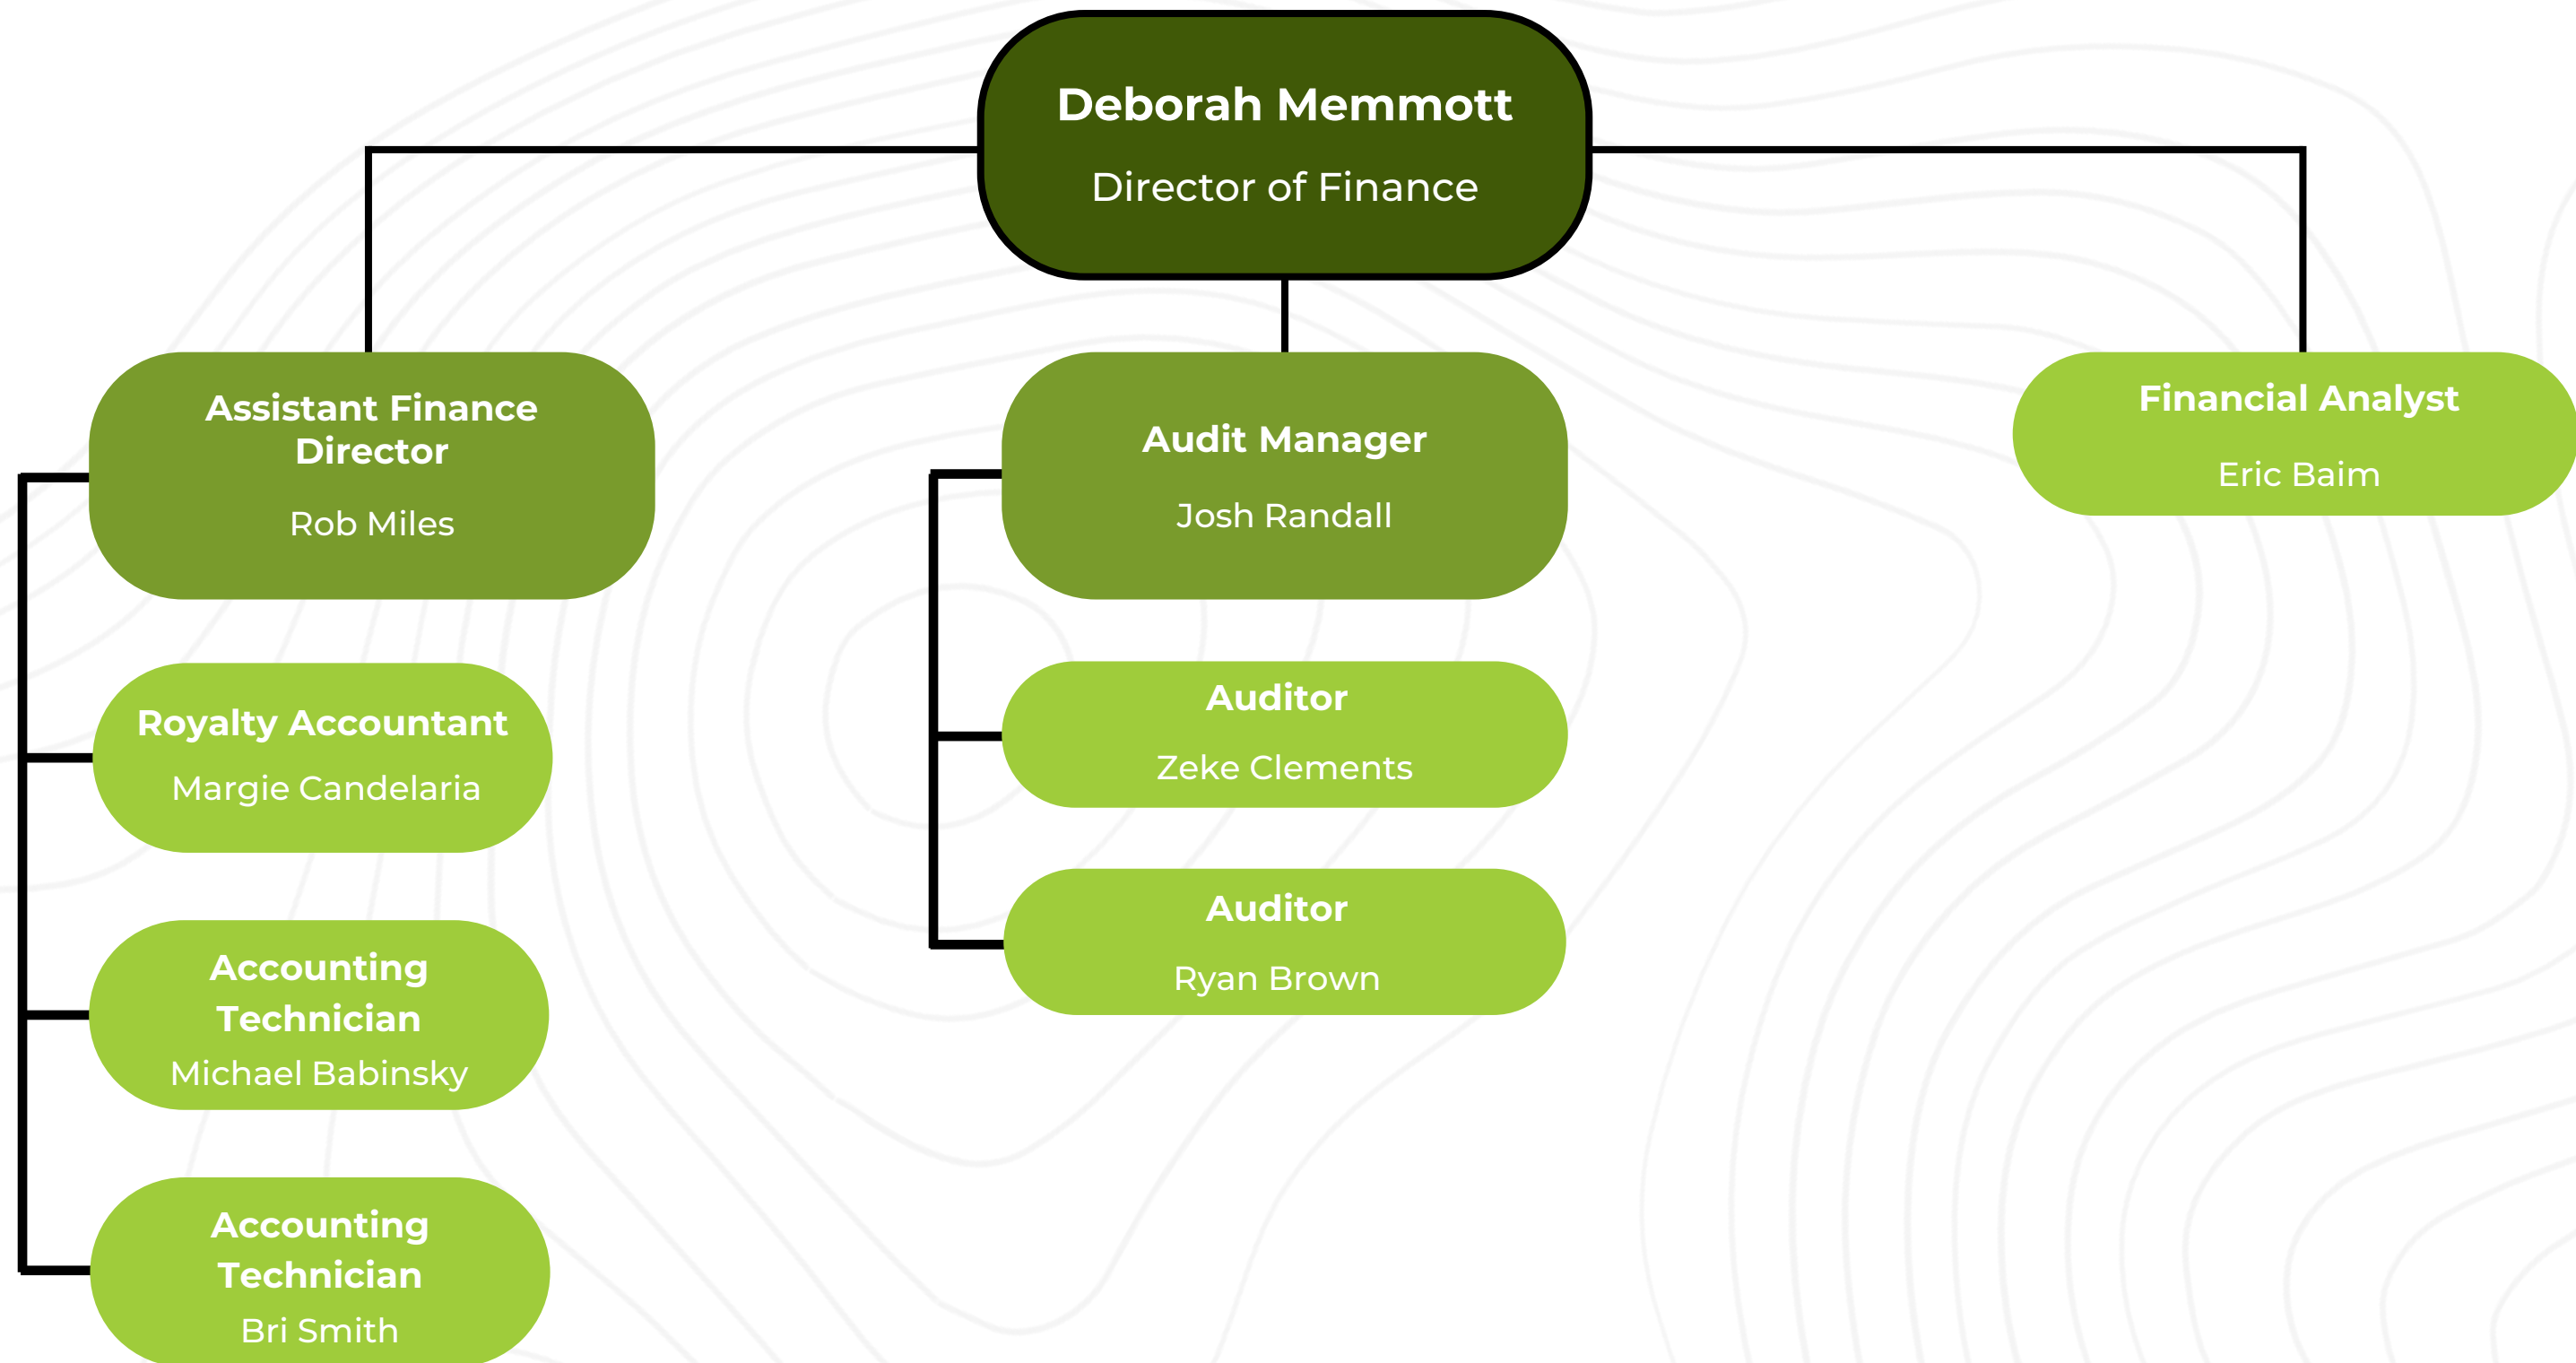 Deborah Memmott
Director of Finance
Assistant Finance
Director
Rob Miles
Royalty Accountant
Margie Candelaria
Accounting
Technician
Michael Babinsky
Accounting
Technician
Bri Smith
Audit Manager
Josh Randall
Auditor
Zeke Clements
Auditor
Ryan Brown
Financial Analyst
Eric Baim